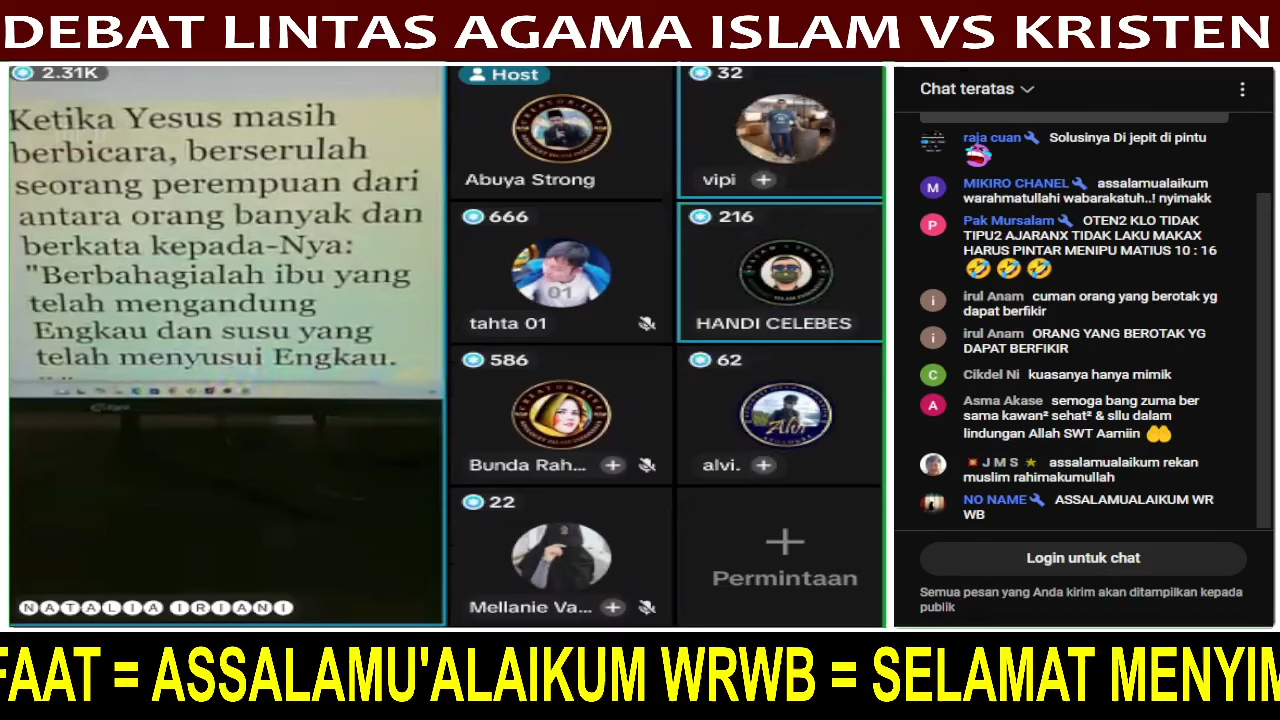 DEBAT LINTAS AGAMA ISLAM VS KRISTEN
2.31K
Ketika Yesus masih
berbicara, berserulah
seorang perempuan dari
antara orang banyak dan
berkata kepada-Nya:
"Berbahagialah ibu yang
telah mengandung
Engkau dan susu yang
telah menyusui Engkau.
NATALIA IRIANI
Host
Abuya Strong
32
vipi
666
01
tahta 01
216
HANDI CELEBES
586
Bunda Rah...
62
Alvi
alvi.
22
Mellanie Va...
Permintaan
Chat teratas
raja cuan Solusinya Di jepit di pintu
M
MIKIRO CHANEL assalamualaikum
warahmatullahi wabarakatuh..! nyimakk
P
Pak Mursalam OTEN2 KLO TIDAK
TIPU2 AJARANX TIDAK LAKU MAKAX
HARUS PINTAR MENIPU MATIUS 10 : 16
i
irul Anam cuman orang yang berotak yg
dapat berfikir
i
irul Anam ORANG YANG BEROTAK YG
DAPAT BERFIKIR
C
Cikdel Ni kuasanya hanya mimik
A
Asma Akase semoga bang zuma ber
sama kawan² sehat² & sllu dalam
lindungan Allah SWT Aamiin
J M S assalamualaikum rekan
muslim rahimakumullah
NO NAME ASSALAMUALAIKUM WR
WB
Login untuk chat
Semua pesan yang Anda kirim akan ditampilkan kepada
publik
FAAT = ASSALAMU'ALAIKUM WRWB = SELAMAT MENYIM